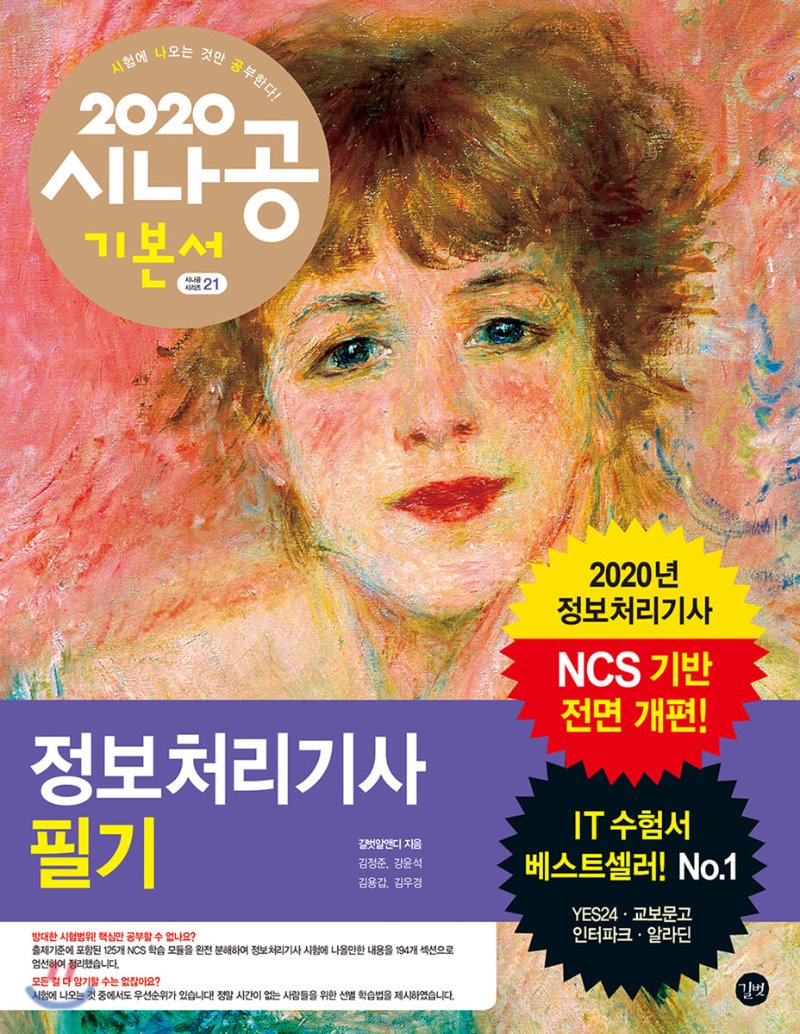 시험에 나오는 것만 공부한다!
2020
시나공
기본서
시나공
시리즈 21
2020년
정보처리기사
NCS 기반
전면 개편!
정보처리기사
필기
길벗알앤디 지음
김정준, 강윤석
김용갑, 김우경
IT 수험서
베스트셀러! No.1
YES24 · 교보문고
인터파크 · 알라딘
방대한 시험범위! 핵심만 공부할 수 없나요?
출제기준에 포함된 125개 NCS 학습 모듈을 완전 분해하여 정보처리기사 시험에 나올만한 내용을 194개 섹션으로
엄선하여 정리했습니다.
모든 걸 다 암기할 수는 없잖아요?
시험에 나오는 것 중에서도 우선순위가 있습니다! 정말 시간이 없는 사람들을 위한 선별 학습법을 제시하였습니다.
길벗